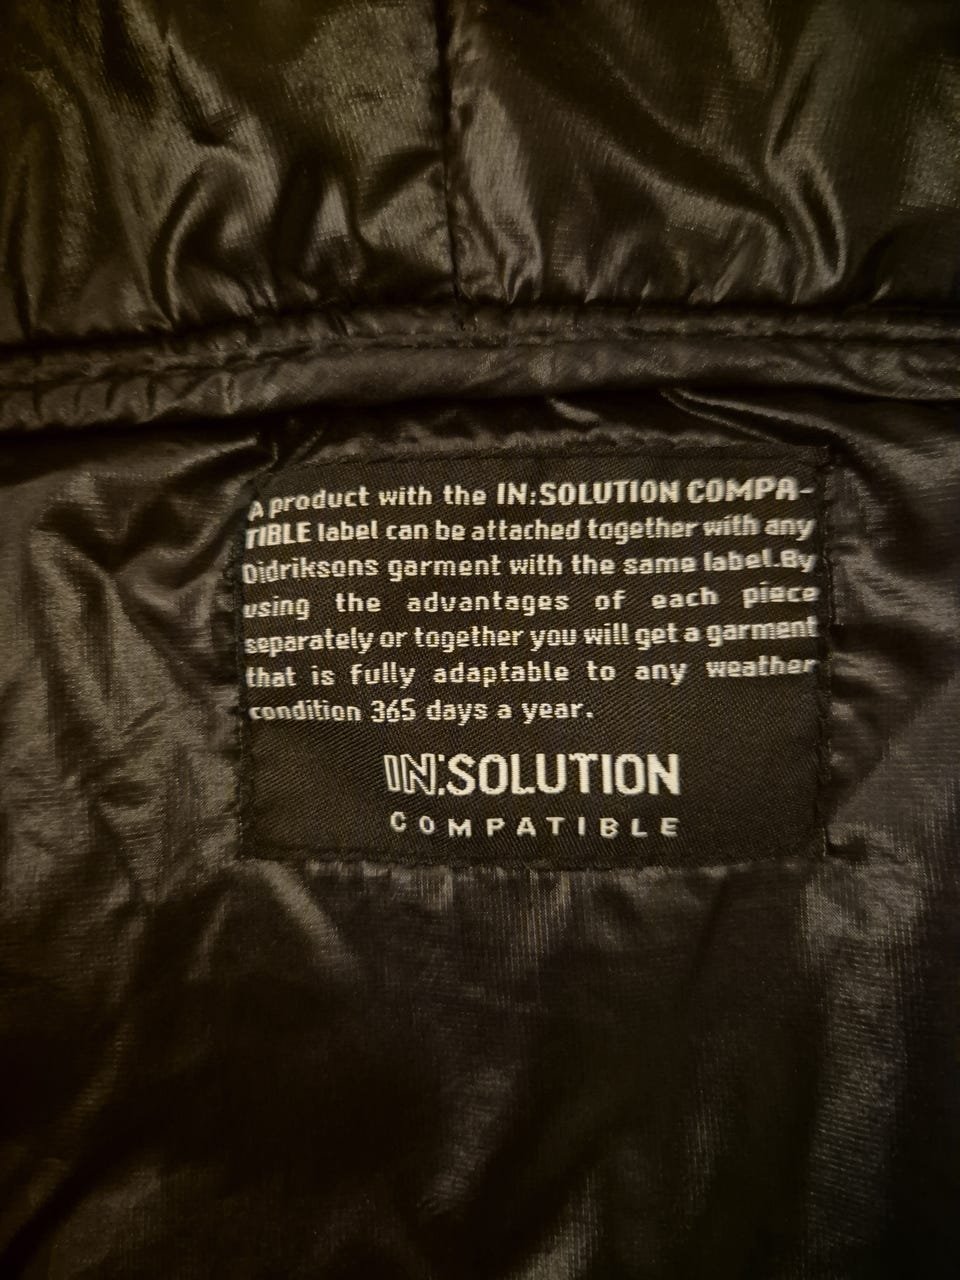 A product with the IN:SOLUTION COMPA-
TIBLE label can be attached together with any
Didriksons garment with the same label.By
using the advantages of each piece
separately or together you will get a garment
that is fully adaptable to any weather
condition 365 days a year.
IN:SOLUTION
COMPATIBLE